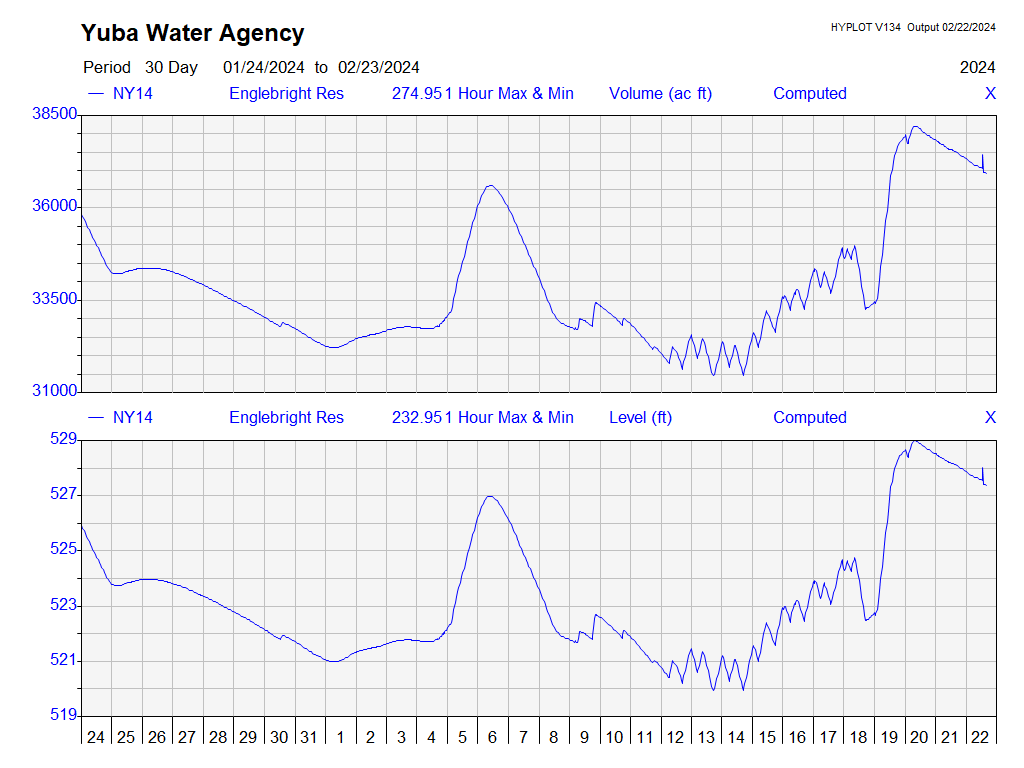 Yuba Water Agency
HYPLOT V134 Output 02/22/2024
Period 30 Day 01/24/2024 to 02/23/2024 2024
NY14 Englebright Res 274.951 Hour Max & Min Volume (ac ft) Computed X
38500
36000
33500
31000
NY14 Englebright Res 232.951 Hour Max & Min Level (ft) Computed X
529
527
525
523
521
519
24 25 26 27 28 29 30 31 1 2 3 4 5 6 7 8 9 10 11 12 13 14 15 16 17 18 19 20 21 22